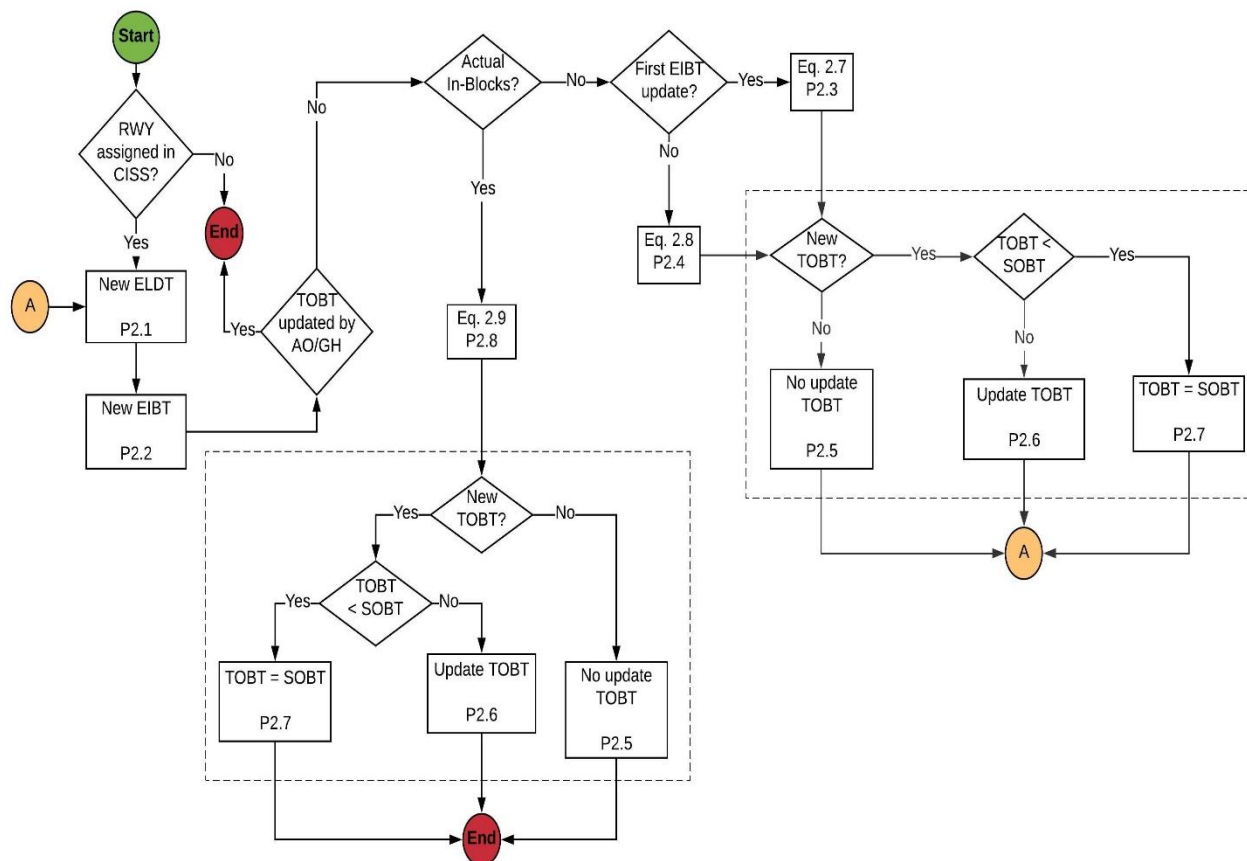 Start
RWY
assigned in
CISS?
No
End
Yes
A
New ELDT
P2.1
New EIBT
P2.2
Yes
TOBT
updated by
AO/GH
No
Actual
In-Blocks?
No
First EIBT
update?
Yes
Eq. 2.7
P2.3
No
Eq. 2.8
P2.4
New
TOBT?
Yes
TOBT <
SOBT
Yes
No
No
No update
TOBT
P2.5
Update TOBT
P2.6
TOBT = SOBT
P2.7
A
Yes
Eq. 2.9
P2.8
New
TOBT?
Yes
No
TOBT
< SOBT
Yes
No
TOBT = SOBT
P2.7
Update TOBT
P2.6
No update
TOBT
P2.5
End